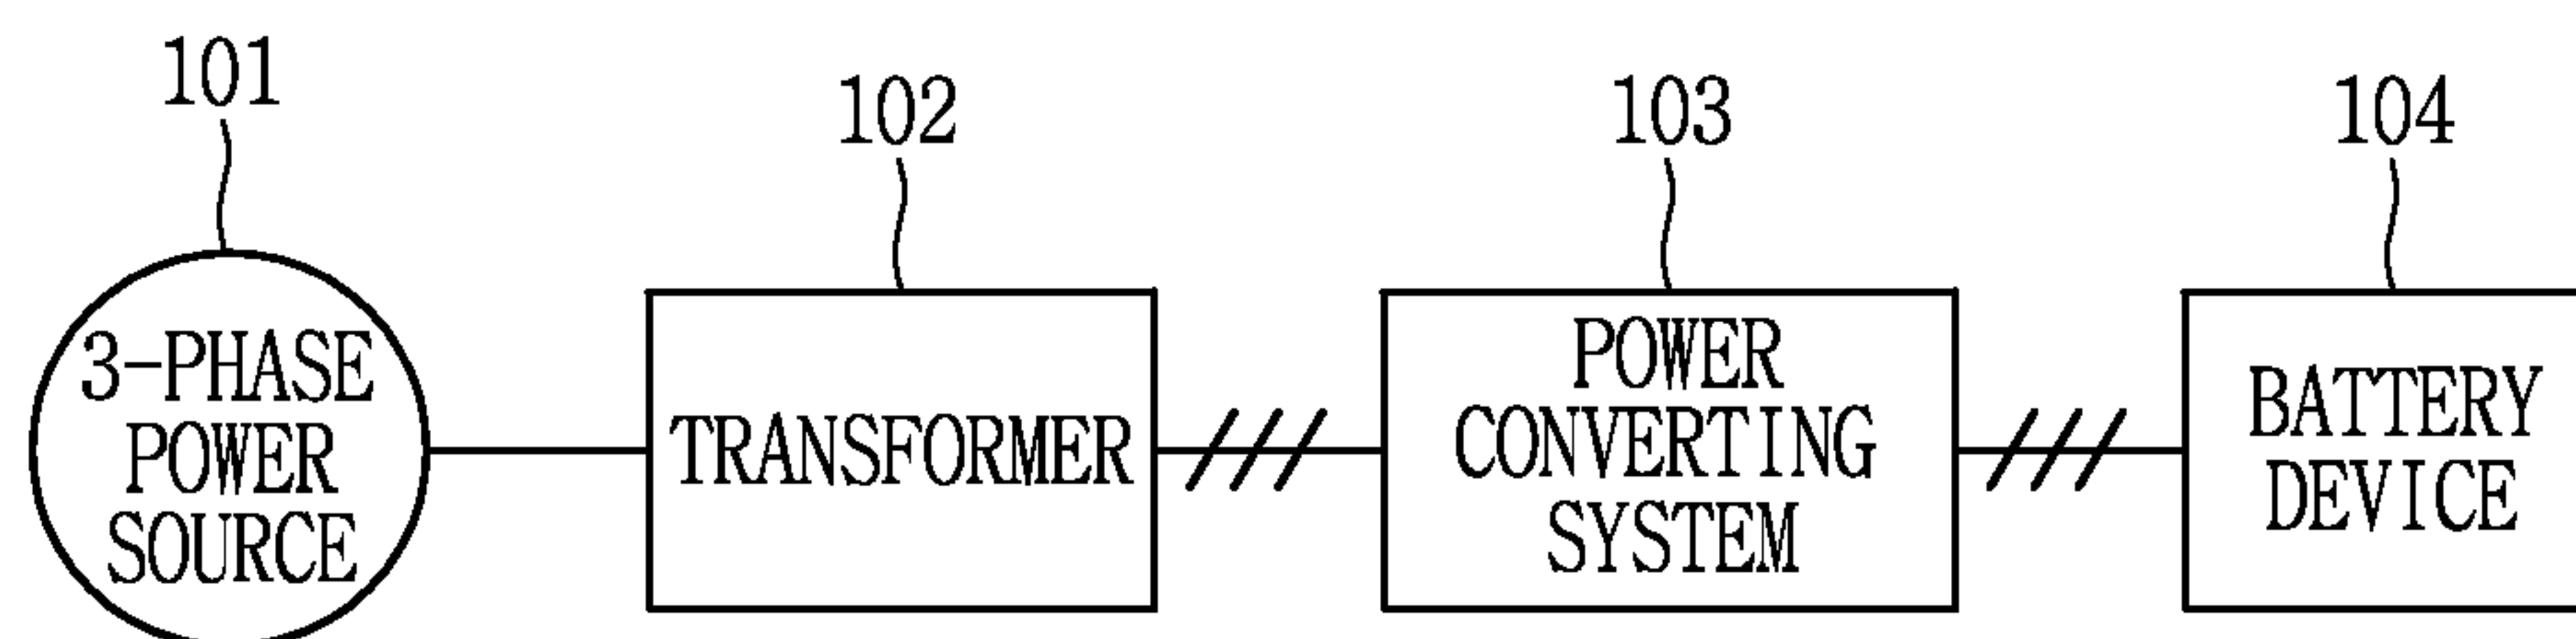 101
102
103
104
3-PHASE
POWER
SOURCE
TRANSFORMER
POWER
CONVERTING
SYSTEM
BATTERY
DEVICE